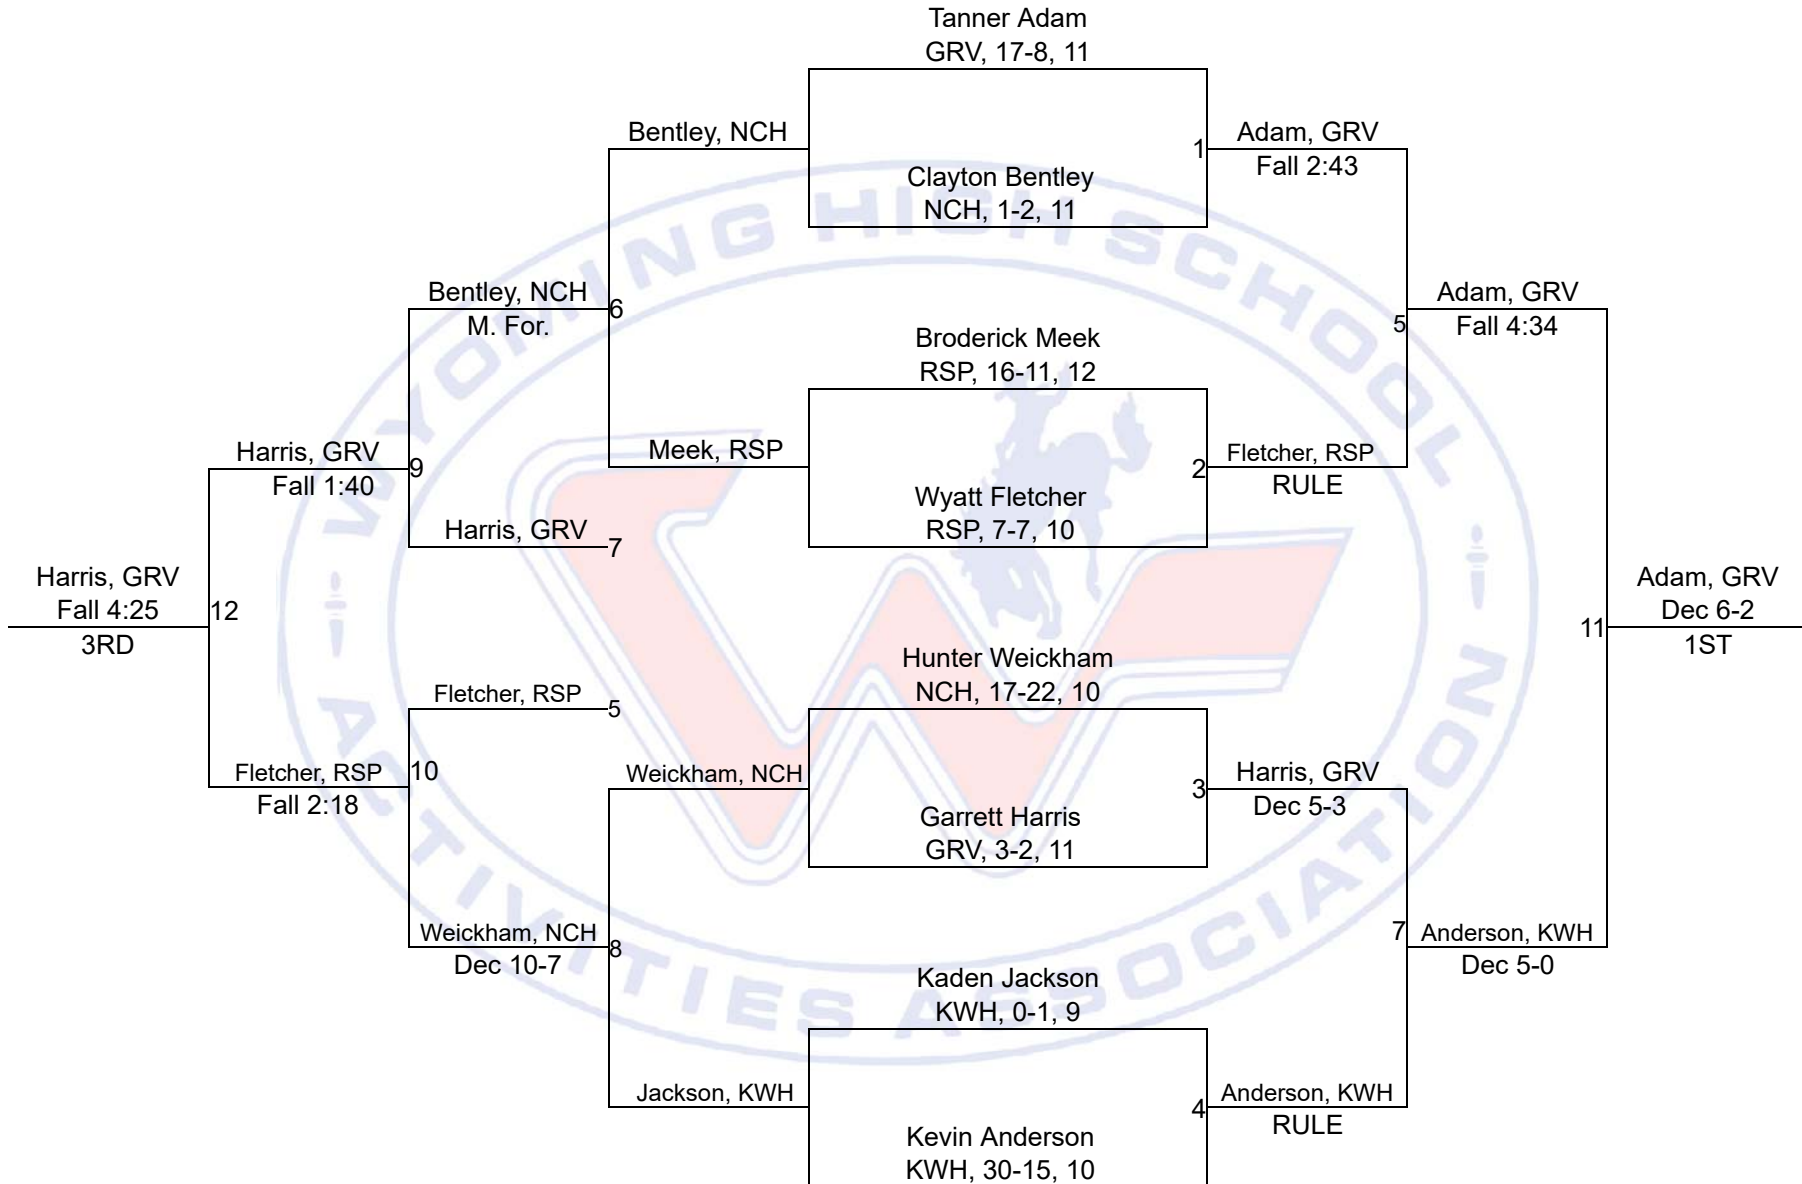 Tanner Adam
GRV, 17-8, 11
Bentley, NCH
1
Adam, GRV
Fall 2:43
Clayton Bentley
NCH, 1-2, 11
Bentley, NCH
M. For.
6
Broderick Meek
RSP, 16-11, 12
5
Adam, GRV
Fall 4:34
Harris, GRV
Fall 1:40
9
Meek, RSP
2
Fletcher, RSP
RULE
Wyatt Fletcher
RSP, 7-7, 10
Harris, GRV
7
Harris, GRV
Fall 4:25
3RD
12
11
Adam, GRV
Dec 6-2
1ST
Hunter Weickham
NCH, 17-22, 10
Fletcher, RSP
5
Fletcher, RSP
Fall 2:18
10
Weickham, NCH
3
Harris, GRV
Dec 5-3
Garrett Harris
GRV, 3-2, 11
Weickham, NCH
Dec 10-7
8
7
Anderson, KWH
Dec 5-0
Kaden Jackson
KWH, 0-1, 9
Jackson, KWH
4
Anderson, KWH
RULE
Kevin Anderson
KWH, 30-15, 10
WYOMING HIGH SCHOOL
ACTIVITIES ASSOCIATION